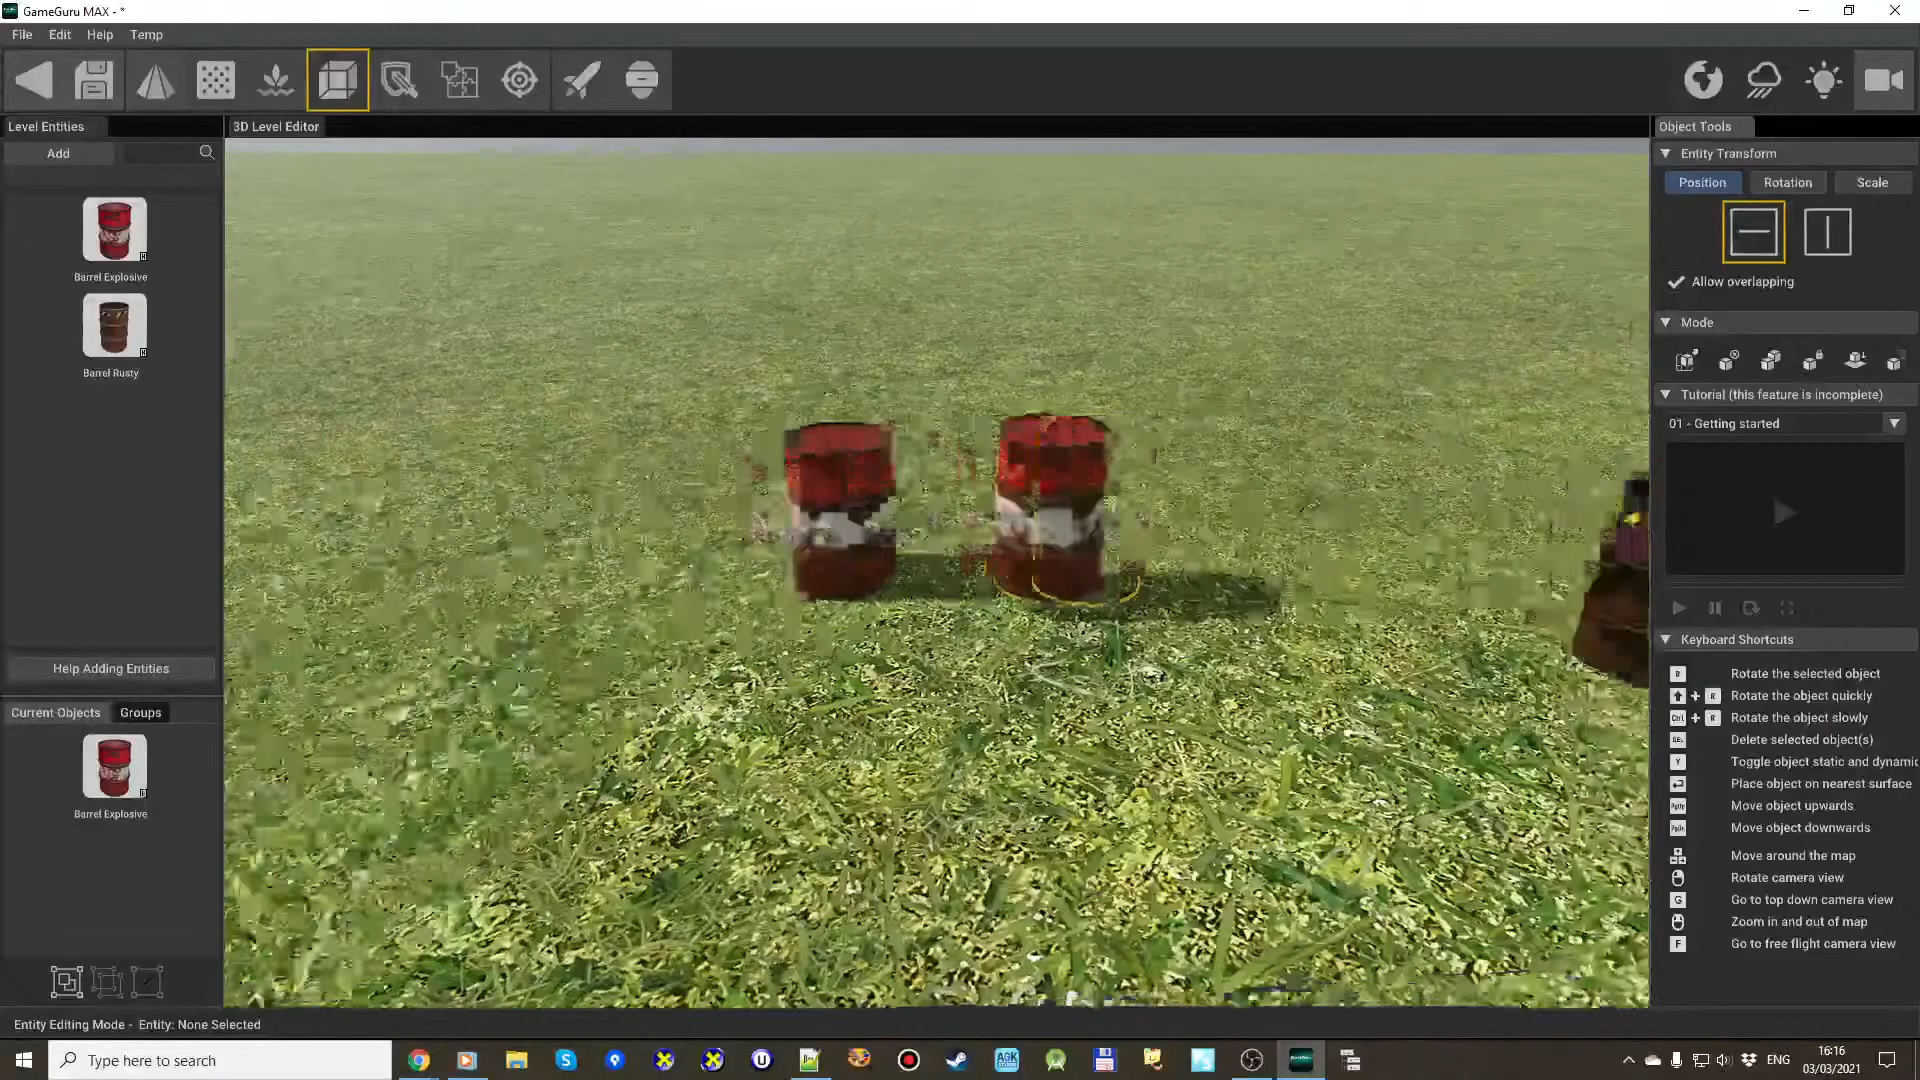 GameGuru MAX - *
File Edit Help Temp
Level Entities
3D Level Editor
Object Tools
Add
Entity Transform
Position Rotation Scale
Barrel Explosive
Allow overlapping
Mode
Barrel Rusty
Tutorial (this feature is incomplete)
01 - Getting started
Keyboard Shortcuts
Help Adding Entities
R Rotate the selected object
+ R Rotate the object quickly
Ctrl + R Rotate the object slowly
DEL Delete selected object(s)
Y Toggle object static and dynamic
Place object on nearest surface
PgUp Move object upwards
PgDn Move object downwards
Move around the map
Rotate camera view
G Go to top down camera view
Zoom in and out of map
F Go to free flight camera view
Current Objects Groups
Barrel Explosive
Entity Editing Mode - Entity: None Selected
Type here to search
AGK
ENG
16:16
03/03/2021